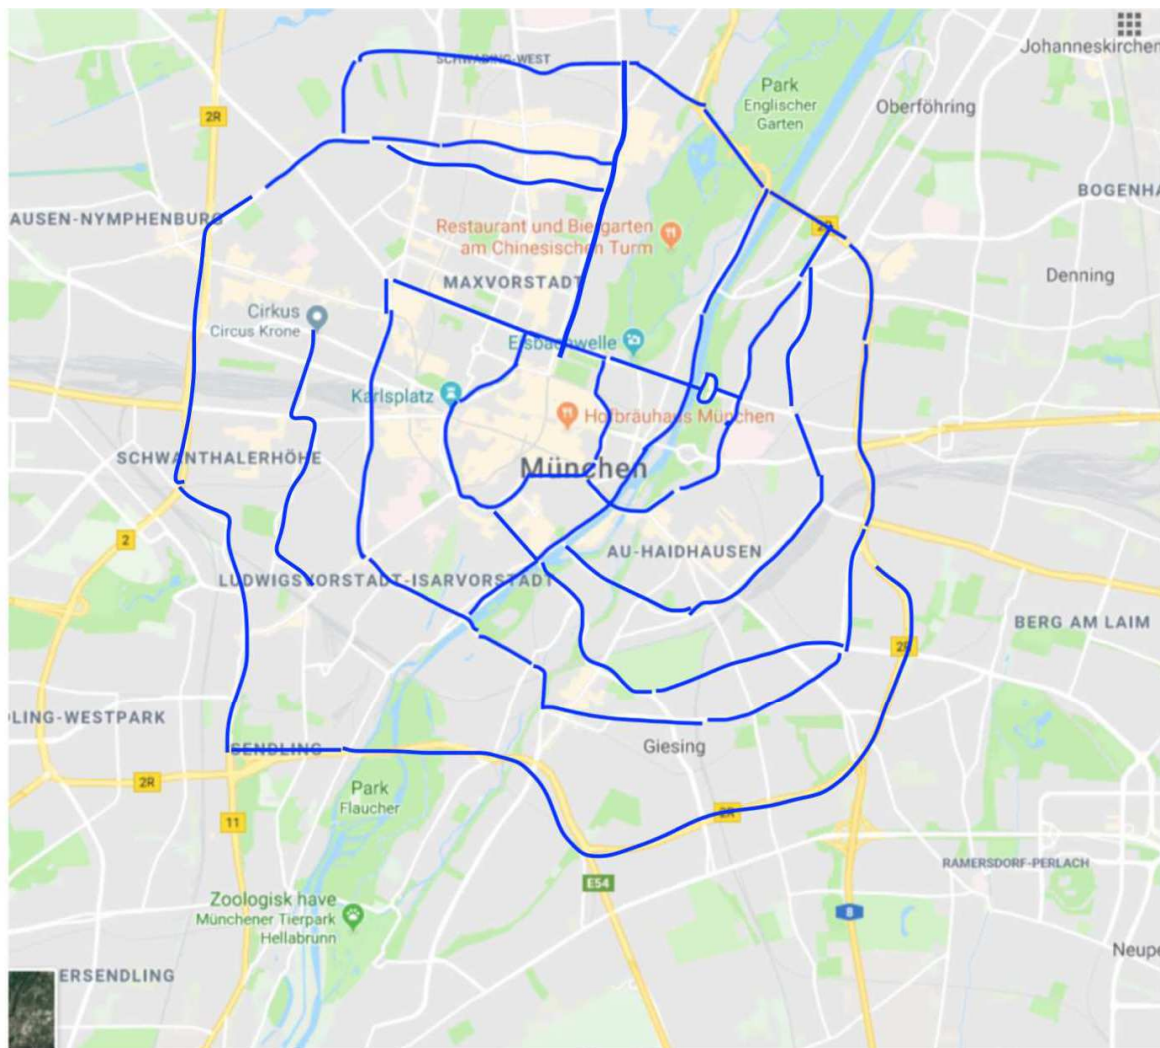 Johanneskirchen
SCHWABING-WEST
Park
Englischer
Garten
Oberföhring
2R
AUSEN-NYMPHENBURG
BOGENHA
2R
Restaurant und Biergarten
am Chinesischen Turm
Denning
MAXVORSTADT
Cirkus
Circus Krone
Eisbachwelle
Karlsplatz
Hofbräuhaus München
SCHWANTHALERHÖHE
München
2
AU-HAIDHAUSEN
LUDWIGSVORSTADT-ISARVORSTADT
BERG AM LAIM
2R
DLING-WESTPARK
SENDLING
Giesing
2R
Park
Flaucher
2R
11
RAMERSDORF-PERLACH
E54
Zoologisk have
Münchener Tierpark
Hellabrunn
8
Neupe
ERSENDLING